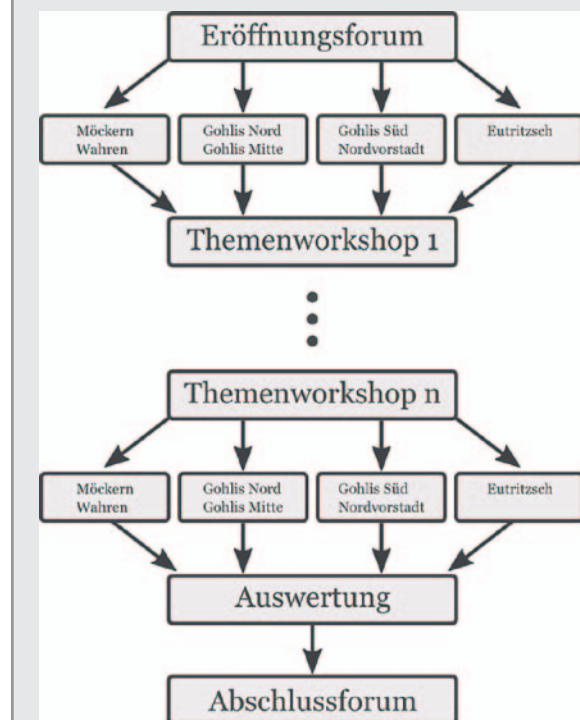 Eröffnungsforum
Möckern
Wahren
Gohlis Nord
Gohlis Mitte
Gohlis Süd
Nordvorstadt
Eutritzsch
Themenworkshop 1
Themenworkshop n
Möckern
Wahren
Gohlis Nord
Gohlis Mitte
Gohlis Süd
Nordvorstadt
Eutritzsch
Auswertung
Abschlussforum